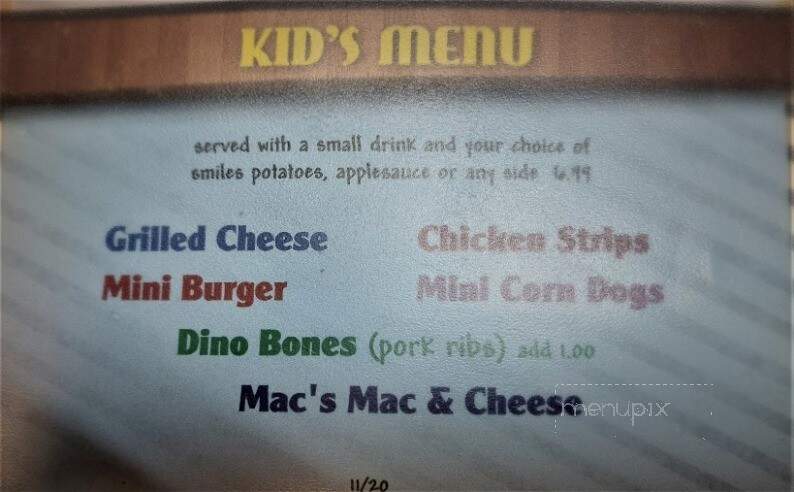 KID'S MENU
served with a small drink and your choice of
smiles potatoes, applesauce or any side 6.99
Grilled Cheese Chicken Strips
Mini Burger Mini Corn Dogs
Dino Bones (pork ribs) add 1.00
Mac's Mac & Cheese
menupix
11/20